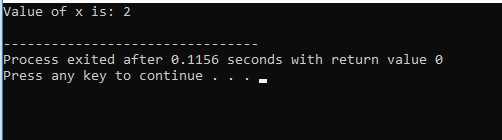 Value of x is: 2
--------------------------------
Process exited after 0.1156 seconds with return value 0
Press any key to continue . . .